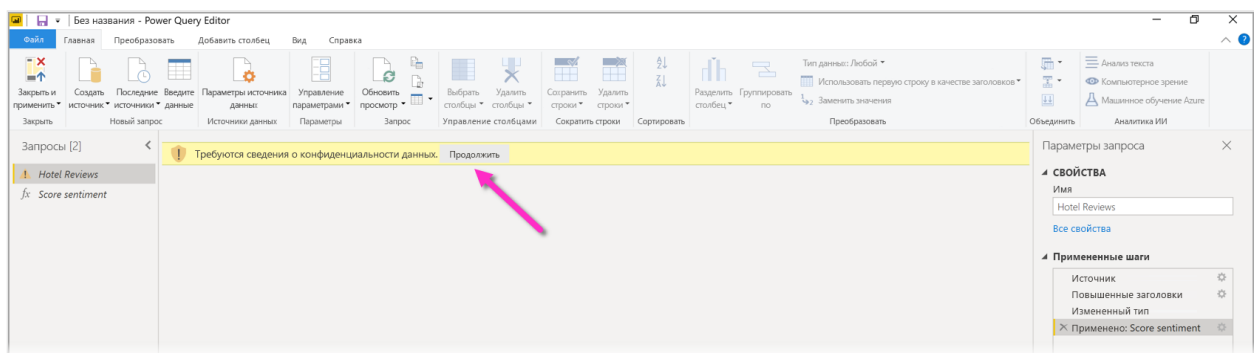 Без названия - Power Query Editor
Файл Главная Преобразовать Добавить столбец Вид Справка
Закрыть и применить
Создать источник
Последние источники
Введите данные
Параметры источника данных
Управление параметрами
Обновить просмотр
Выбрать столбцы
Удалить столбцы
Сохранить строки
Удалить строки
Разделить столбец
Группировать по
Тип данных: Любой
Использовать первую строку в качестве заголовков
Заменить значения
Анализ текста
Компьютерное зрение
Машинное обучение Azure
Закрыть Новый запрос Источники данных Параметры Запрос Управление столбцами Сократить строки Сортировать Преобразовать Объединить Аналитика ИИ
Запросы [2]
Hotel Reviews
fx Score sentiment
Требуются сведения о конфиденциальности данных. Продолжить
Параметры запроса
СВОЙСТВА
Имя
Hotel Reviews
Все свойства
Примененные шаги
Источник
Повышенные заголовки
Измененный тип
Применено: Score sentiment